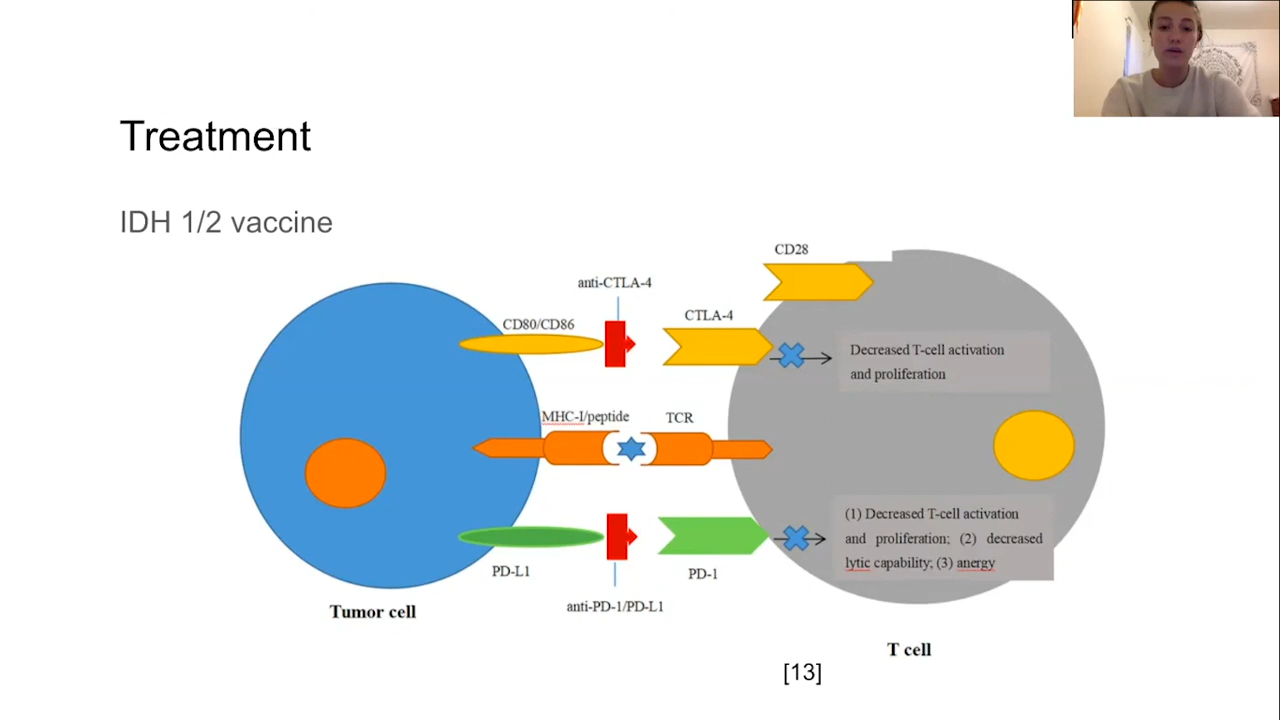 Treatment
IDH 1/2 vaccine
CD28
anti-CTLA-4
CD80/CD86
CTLA-4
Decreased T-cell activation
and proliferation
MHC-I/peptide
TCR
(1) Decreased T-cell activation
and proliferation; (2) decreased
lytic capability; (3) anergy
PD-L1
PD-1
anti-PD-1/PD-L1
Tumor cell
T cell
[13]